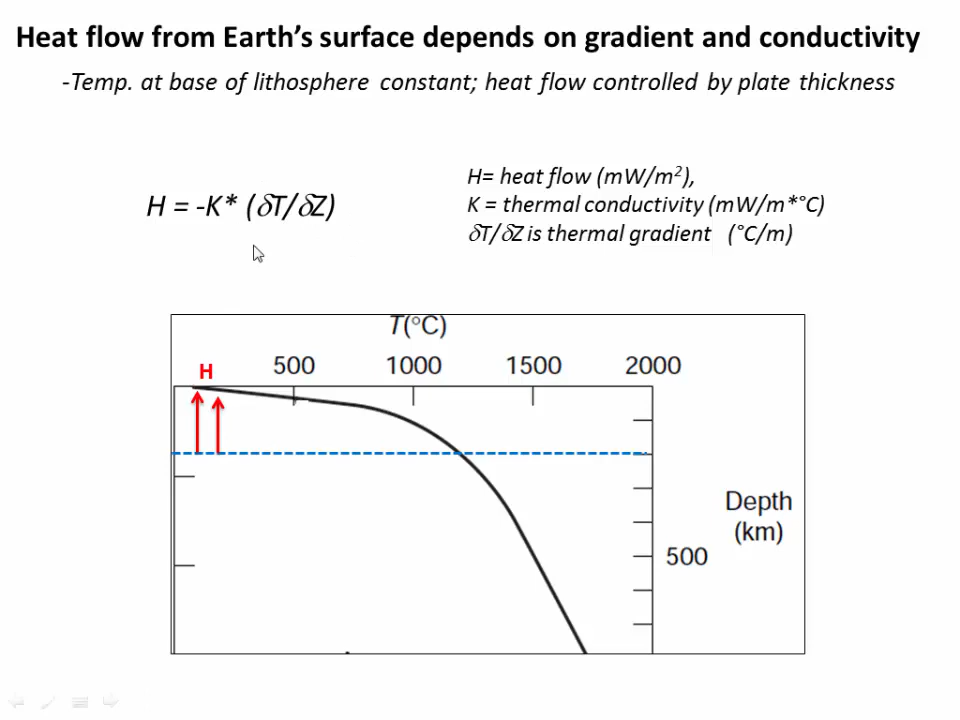 Heat flow from Earth's surface depends on gradient and conductivity
-Temp. at base of lithosphere constant; heat flow controlled by plate thickness
H = -K* (δT/δZ)
H= heat flow (mW/m²),
K = thermal conductivity (mW/m*°C)
δT/δZ is thermal gradient (°C/m)
T(°C)
500 1000 1500 2000
H
Depth
(km)
500